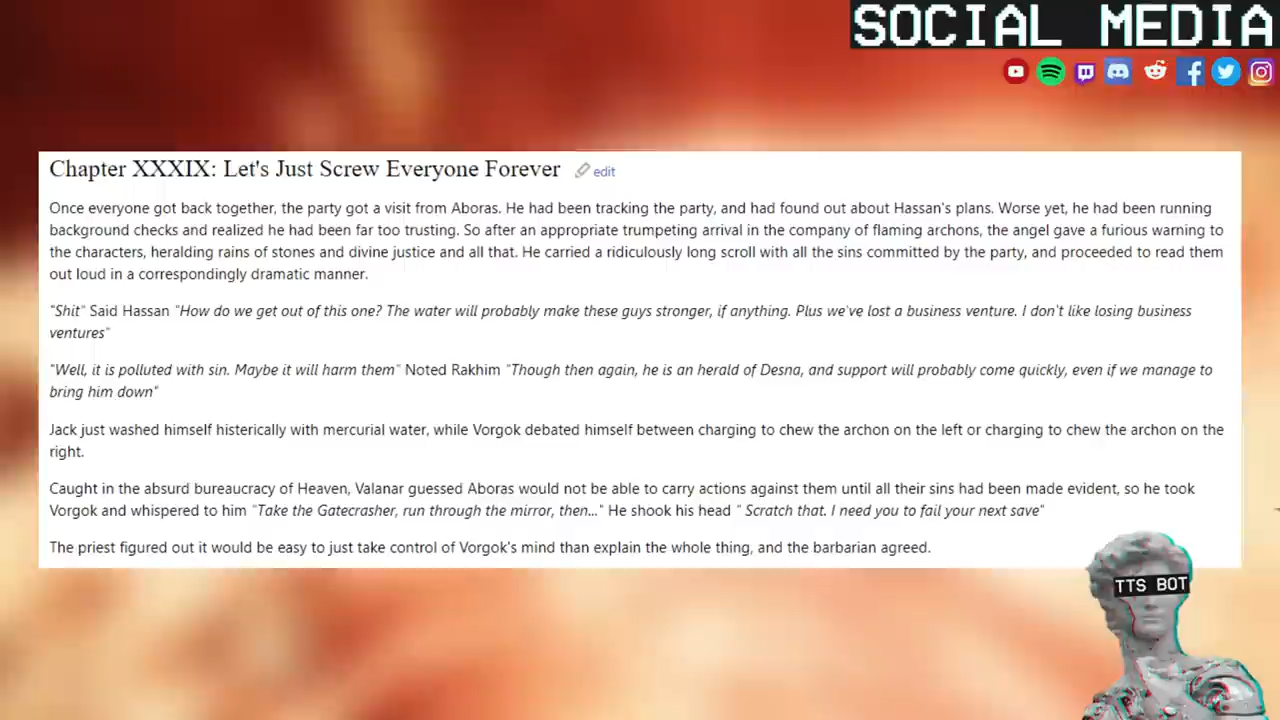 SOCIAL MEDIA
Chapter XXXIX: Let's Just Screw Everyone Forever edit
Once everyone got back together, the party got a visit from Aboras. He had been tracking the party, and had found out about Hassan's plans. Worse yet, he had been running
background checks and realized he had been far too trusting. So after an appropriate trumpeting arrival in the company of flaming archons, the angel gave a furious warning to
the characters, heralding rains of stones and divine justice and all that. He carried a ridiculously long scroll with all the sins committed by the party, and proceeded to read them
out loud in a correspondingly dramatic manner.
"Shit" Said Hassan "How do we get out of this one? The water will probably make these guys stronger, if anything. Plus we've lost a business venture. I don't like losing business
ventures"
"Well, it is polluted with sin. Maybe it will harm them" Noted Rakhim "Though then again, he is an herald of Desna, and support will probably come quickly, even if we manage to
bring him down"
Jack just washed himself histerically with mercurial water, while Vorgok debated himself between charging to chew the archon on the left or charging to chew the archon on the
right.
Caught in the absurd bureaucracy of Heaven, Valanar guessed Aboras would not be able to carry actions against them until all their sins had been made evident, so he took
Vorgok and whispered to him "Take the Gatecrasher, run through the mirror, then..." He shook his head " Scratch that. I need you to fail your next save"
The priest figured out it would be easy to just take control of Vorgok's mind than explain the whole thing, and the barbarian agreed.
TTS BOT